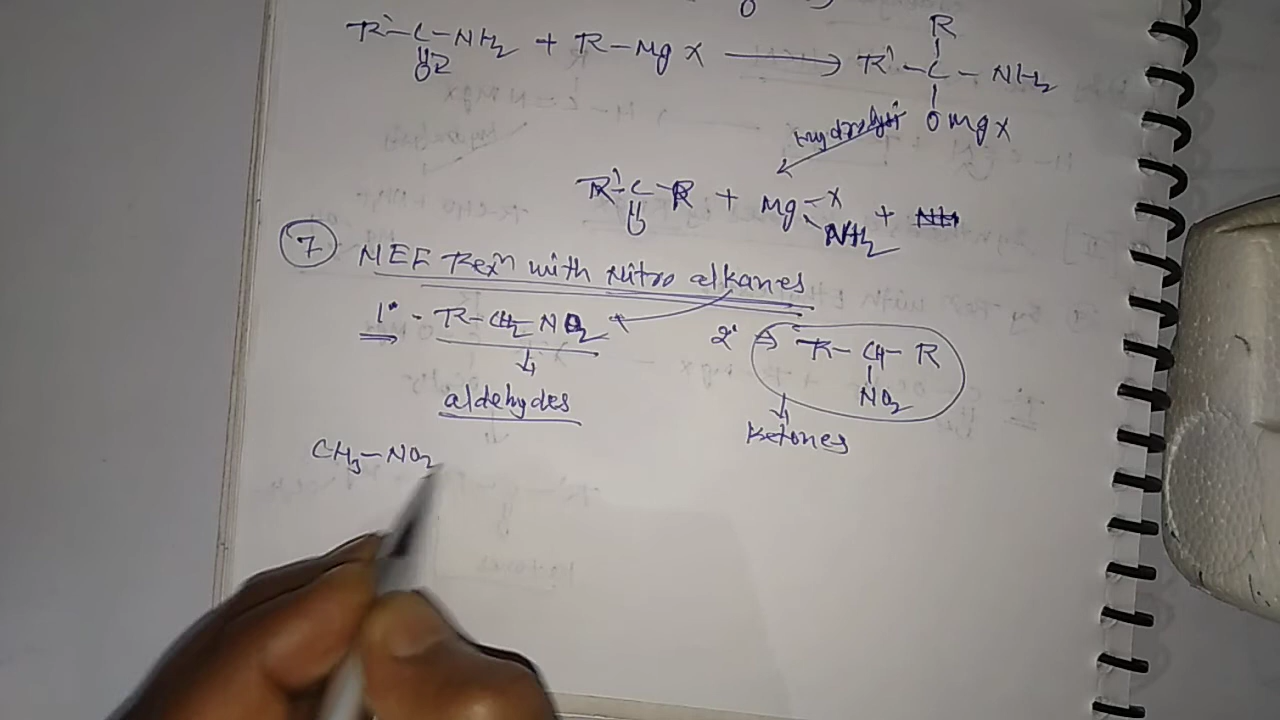 R'-C-NH2 + R-Mg X → R'-C-NH2
R
O
OMgX
Hydrolysis
R'-C-R + Mg-X +
O
NH2
7 NEF Rexn with Nitro alkanes
1° - R-CH2-NO2
2° ⇒ R-CH-R
NO2
aldehydes
Ketones
CH3-NO2